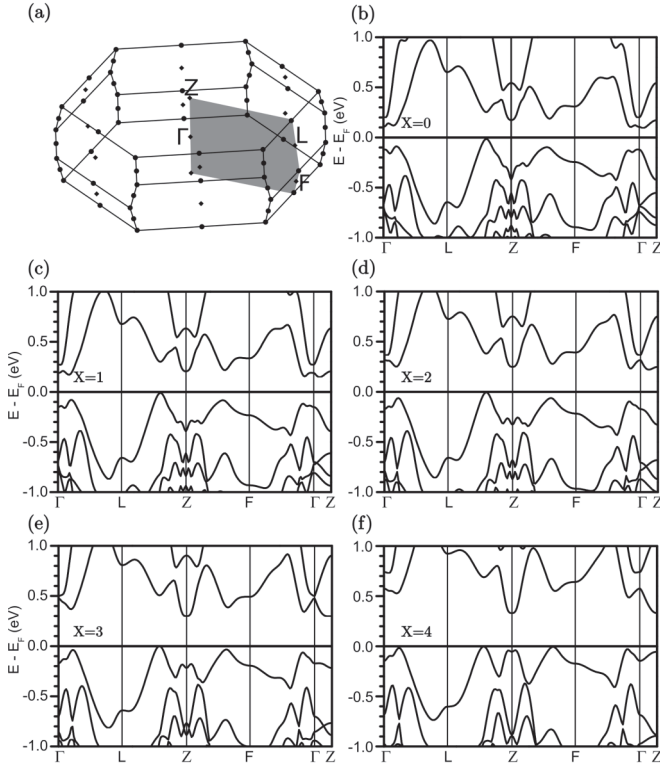 (a)
Z
Γ
L
F
(b)
E - E_F (eV)
1.0
0.5
0.0
-0.5
-1.0
X=0
Γ L Z F Γ Z
(c)
E - E_F (eV)
1.0
0.5
0.0
-0.5
-1.0
X=1
Γ L Z F Γ Z
(d)
1.0
0.5
0.0
-0.5
-1.0
X=2
Γ L Z F Γ Z
(e)
E - E_F (eV)
1.0
0.5
0.0
-0.5
-1.0
X=3
Γ L Z F Γ Z
(f)
1.0
0.5
0.0
-0.5
-1.0
X=4
Γ L Z F Γ Z